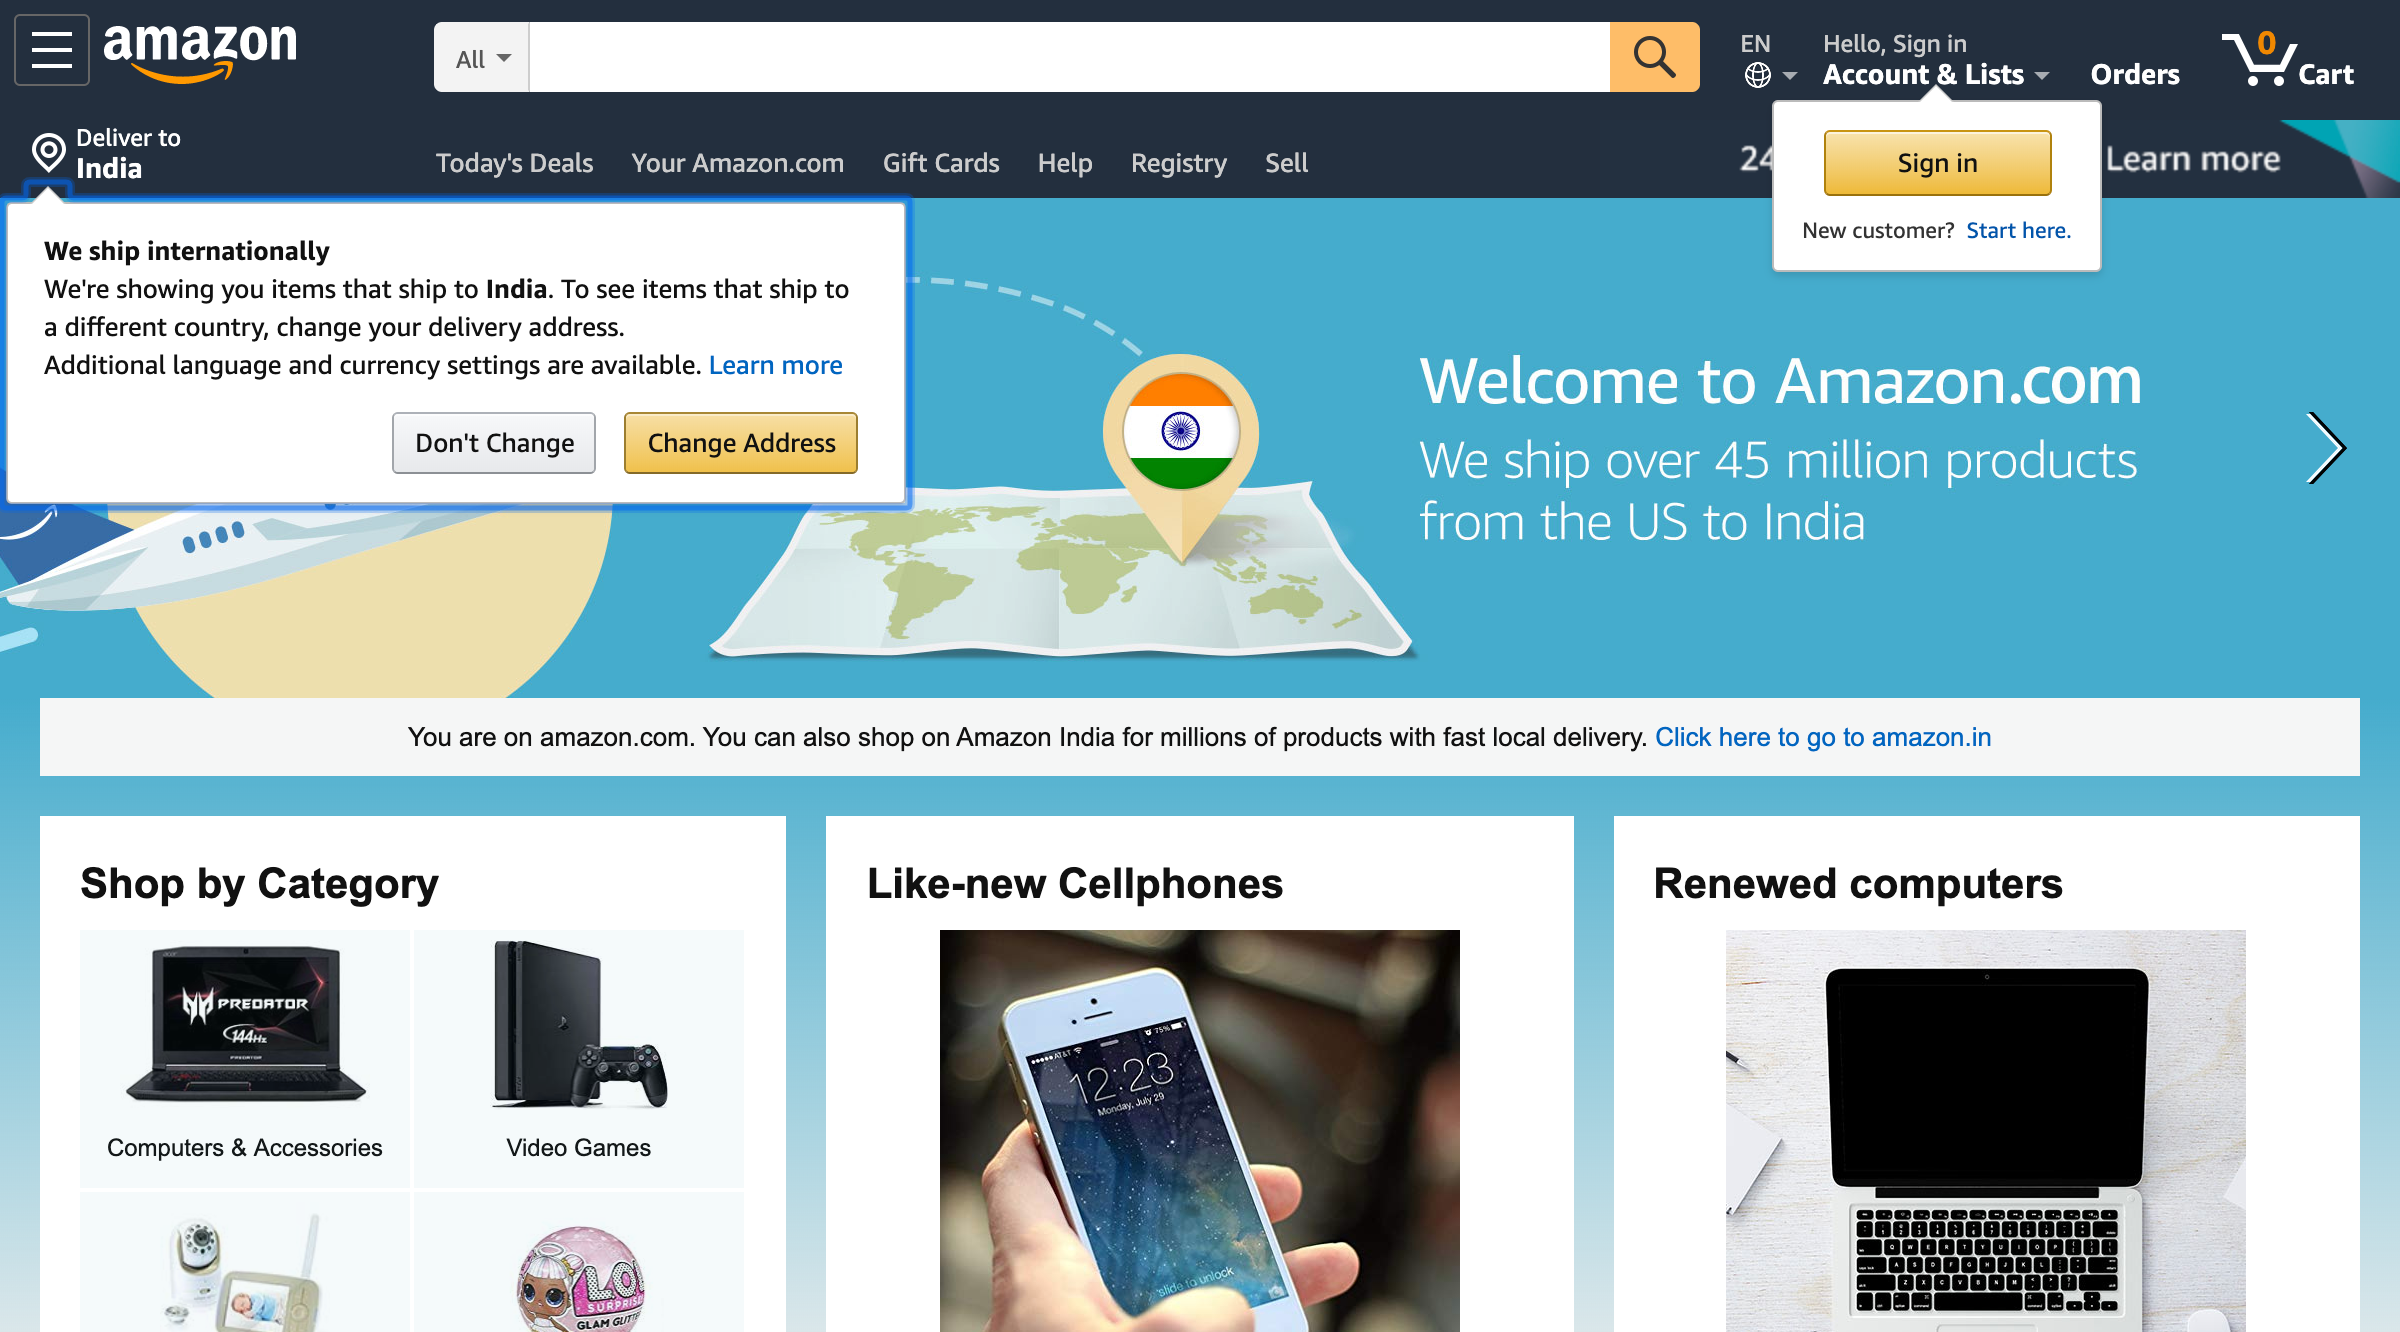 amazon
All
EN
Hello, Sign in
Account & Lists
Orders
0
Cart
Deliver to
India
Today's Deals
Your Amazon.com
Gift Cards
Help
Registry
Sell
24
Learn more
Sign in
New customer? Start here.
We ship internationally
We're showing you items that ship to India. To see items that ship to
a different country, change your delivery address.
Additional language and currency settings are available. Learn more
Don't Change
Change Address
Welcome to Amazon.com
We ship over 45 million products
from the US to India
You are on amazon.com. You can also shop on Amazon India for millions of products with fast local delivery. Click here to go to amazon.in
Shop by Category
Like-new Cellphones
Renewed computers
PREDATOR
144Hz
PREDATOR
Computers & Accessories
Video Games
AT&T
75%
12:23
Monday, July 29
slide to unlock
LOL
SURPRISE
GLAM GLITTER